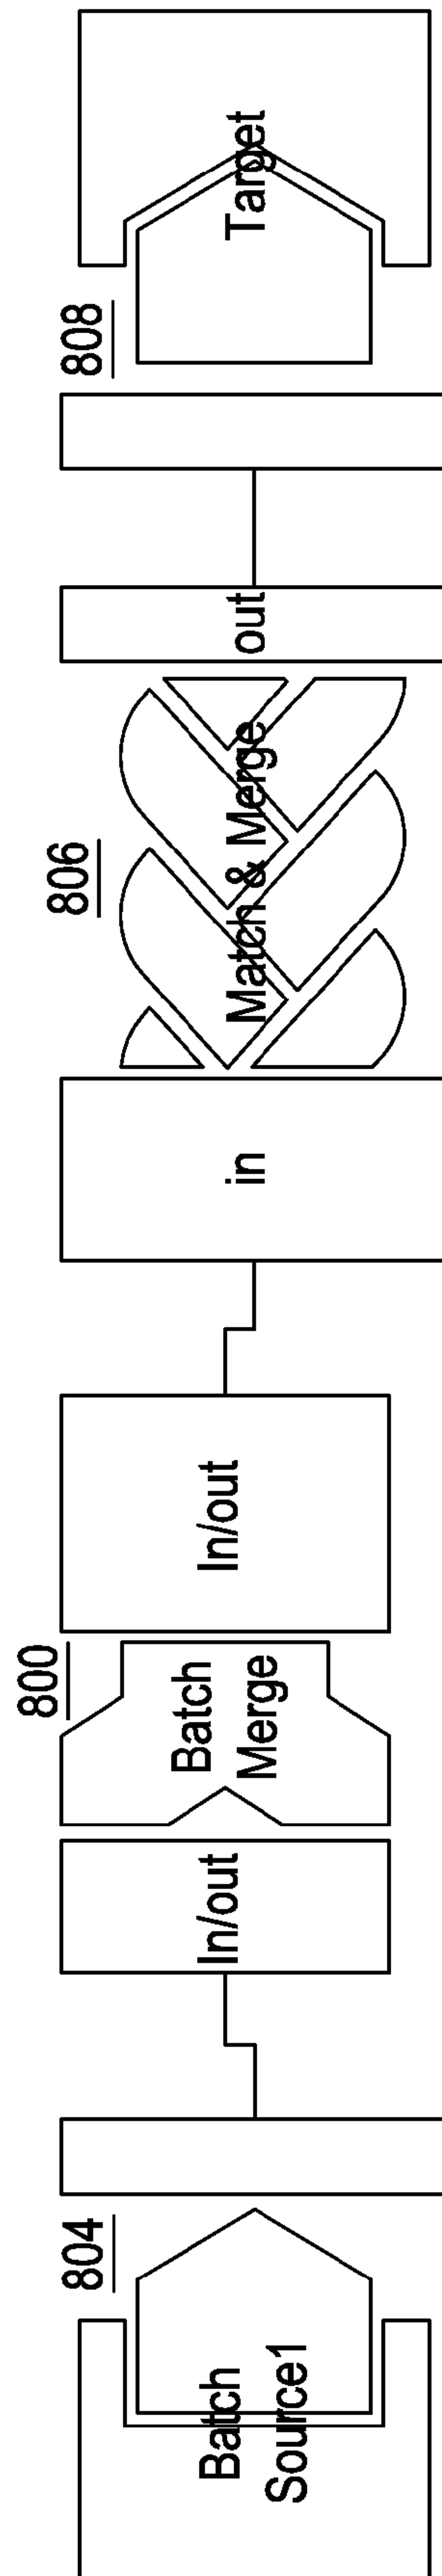 804
Batch
Source1
In/out
800
Batch
Merge
In/out
in
806
Match & Merge
out
808
Target